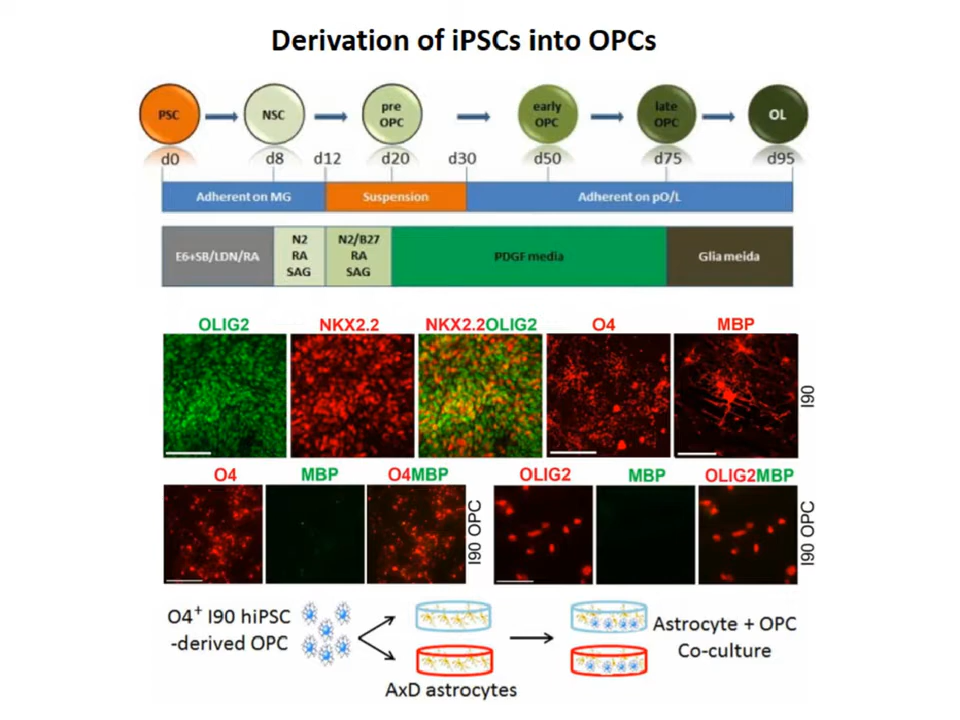 Derivation of iPSCs into OPCs
PSC
NSC
pre
OPC
early
OPC
late
OPC
OL
d0
d8
d12
d20
d30
d50
d75
d95
Adherent on MG
Suspension
Adherent on pO/L
E6+SB/LDN/RA
N2
RA
SAG
N2/B27
RA
SAG
PDGF media
Glia meida
OLIG2
NKX2.2
NKX2.2OLIG2
O4
MBP
I90
O4
MBP
O4MBP
I90 OPC
OLIG2
MBP
OLIG2MBP
I90 OPC
O4⁺ I90 hiPSC
-derived OPC
AxD astrocytes
Astrocyte + OPC
Co-culture